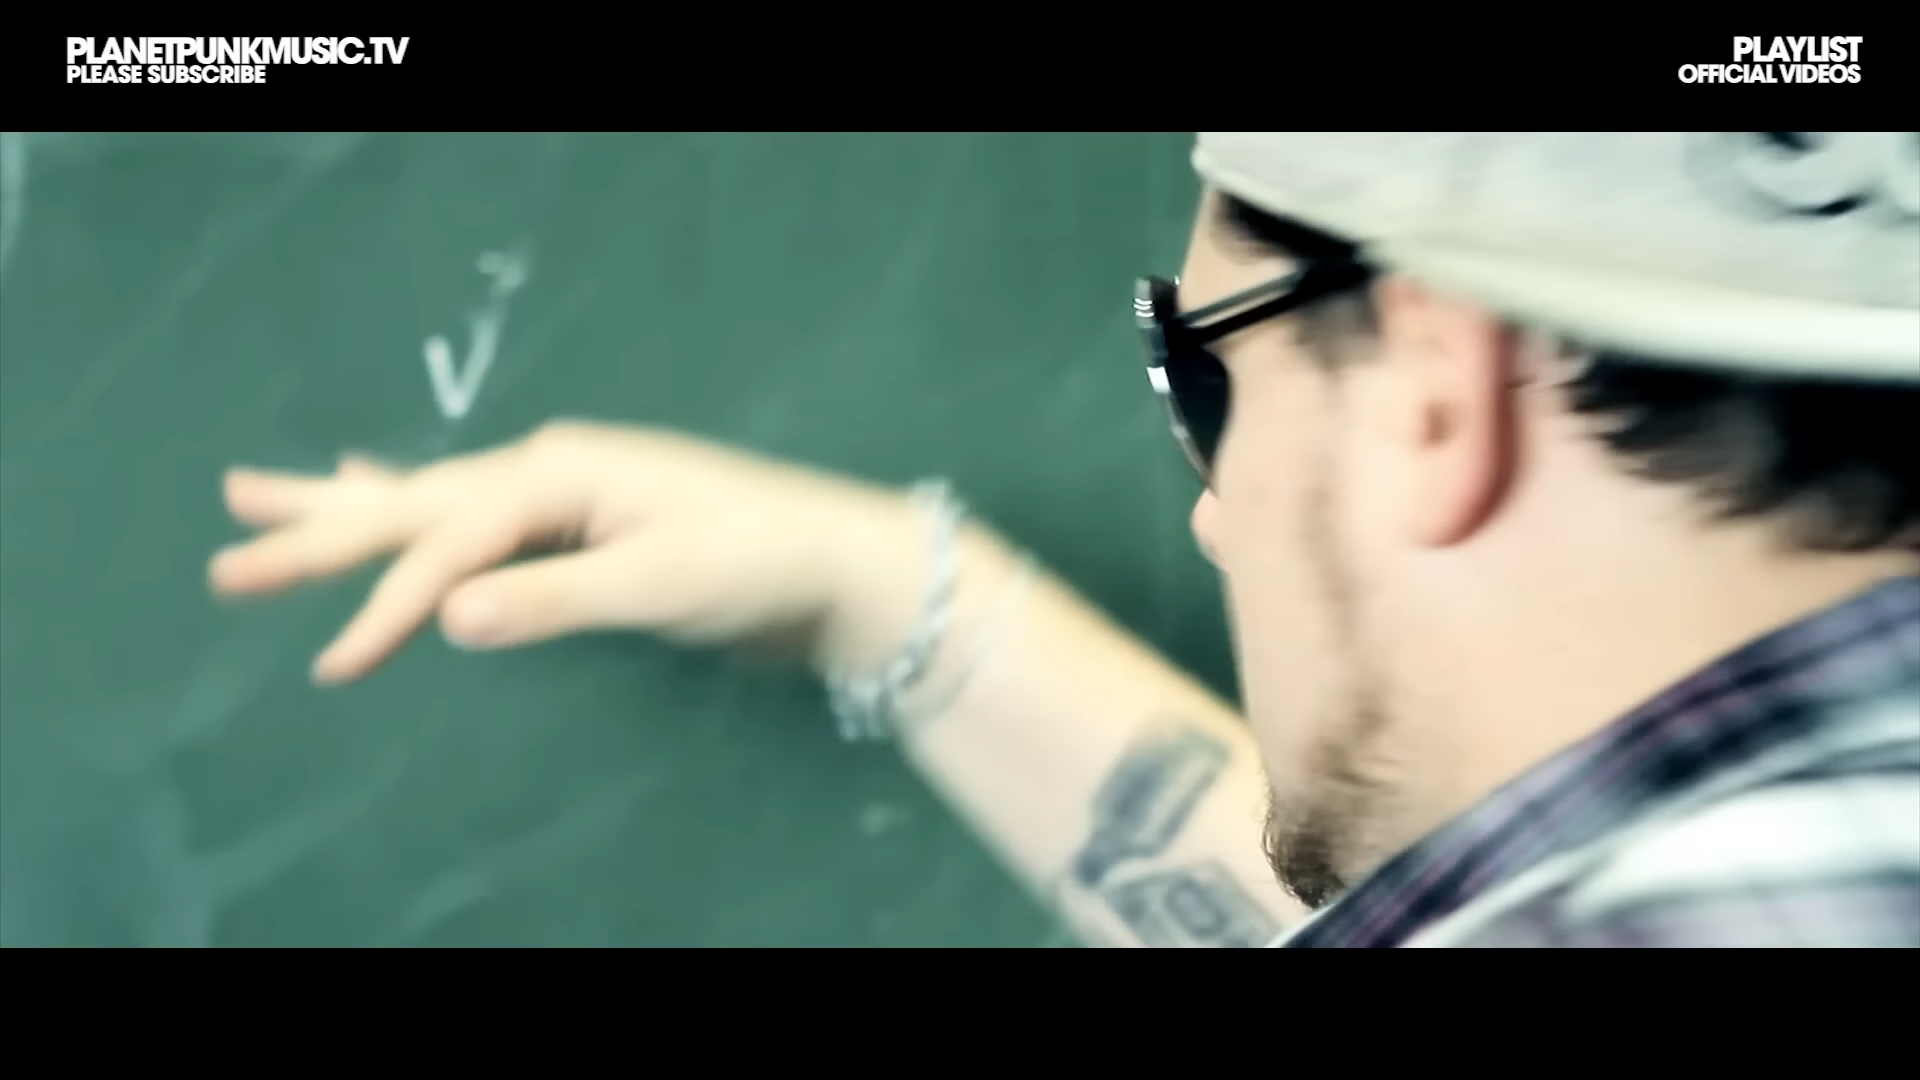 PLANETPUNKMUSIC.TV
PLEASE SUBSCRIBE
PLAYLIST
OFFICIAL VIDEOS
V